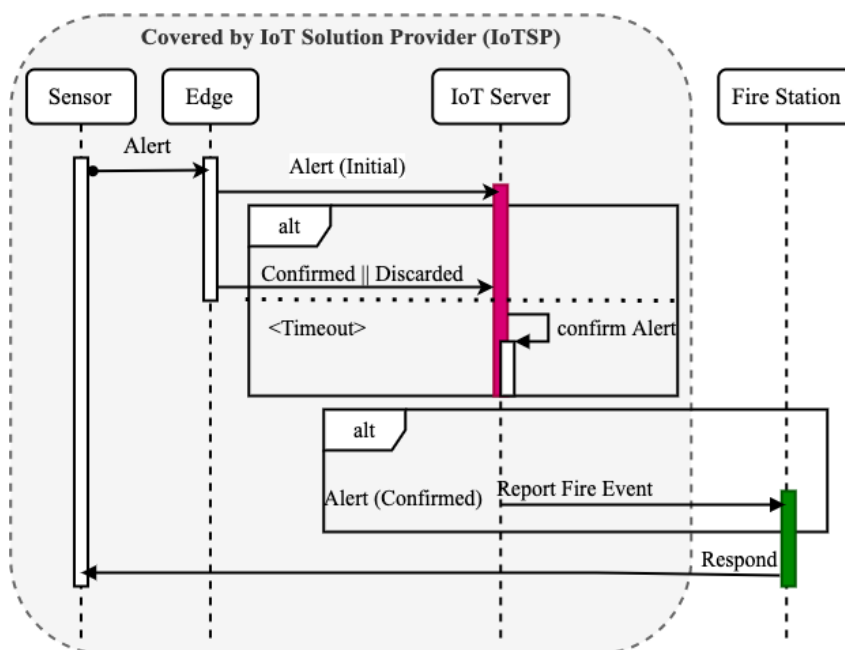 Covered by IoT Solution Provider (IoTSP)
Sensor
Edge
IoT Server
Fire Station
Alert
Alert (Initial)
alt
Confirmed || Discarded
<Timeout>
confirm Alert
alt
Alert (Confirmed)
Report Fire Event
Respond